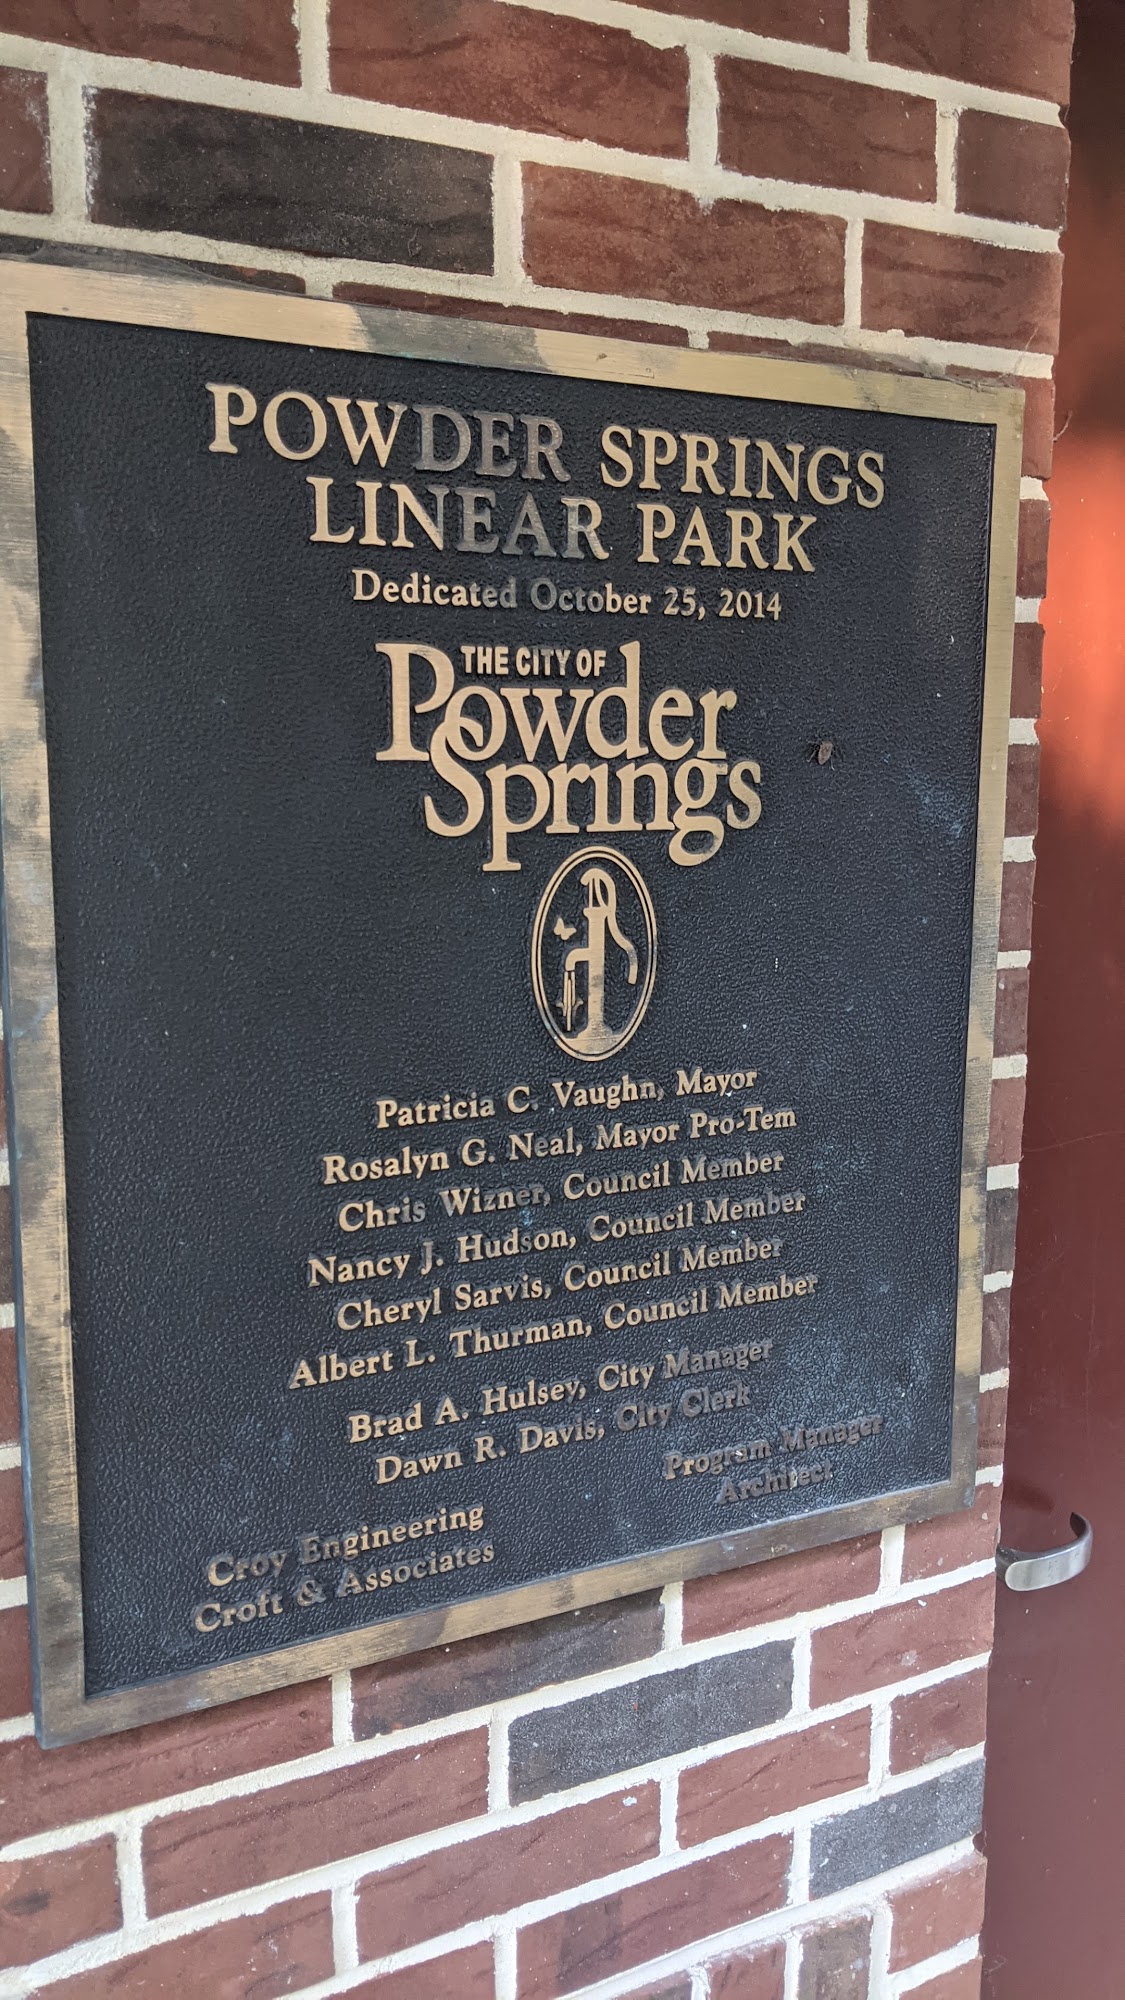 POWDER SPRINGS
LINEAR PARK
Dedicated October 25, 2014
THE CITY OF
Powder
Springs
Patricia C. Vaughn, Mayor
Rosalyn G. Neal, Mayor Pro-Tem
Chris Wizner, Council Member
Nancy J. Hudson, Council Member
Cheryl Sarvis, Council Member
Albert L. Thurman, Council Member
Brad A. Hulsey, City Manager
Dawn R. Davis, City Clerk
Croy Engineering Program Manager
Croft & Associates Architect